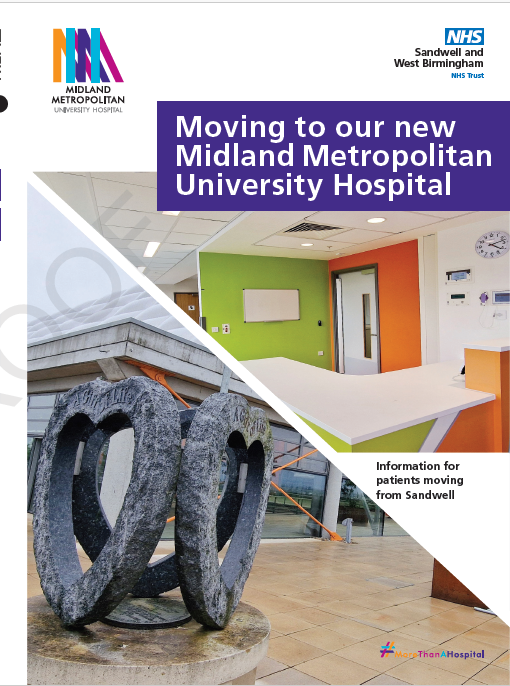 MIDLAND
METROPOLITAN
UNIVERSITY HOSPITAL
NHS
Sandwell and
West Birmingham
NHS Trust
Moving to our new
Midland Metropolitan
University Hospital
Information for
patients moving
from Sandwell
#MoreThanAHospital